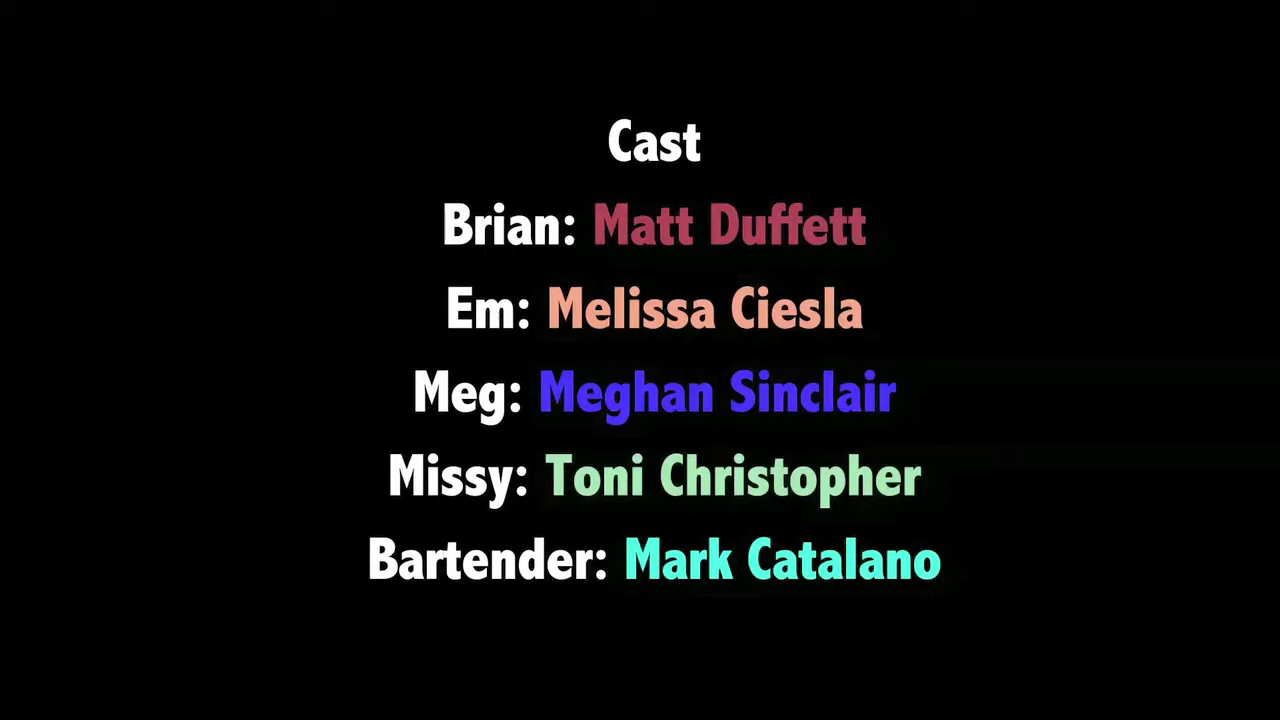 Cast
Brian: Matt Duffett
Em: Melissa Ciesla
Meg: Meghan Sinclair
Missy: Toni Christopher
Bartender: Mark Catalano